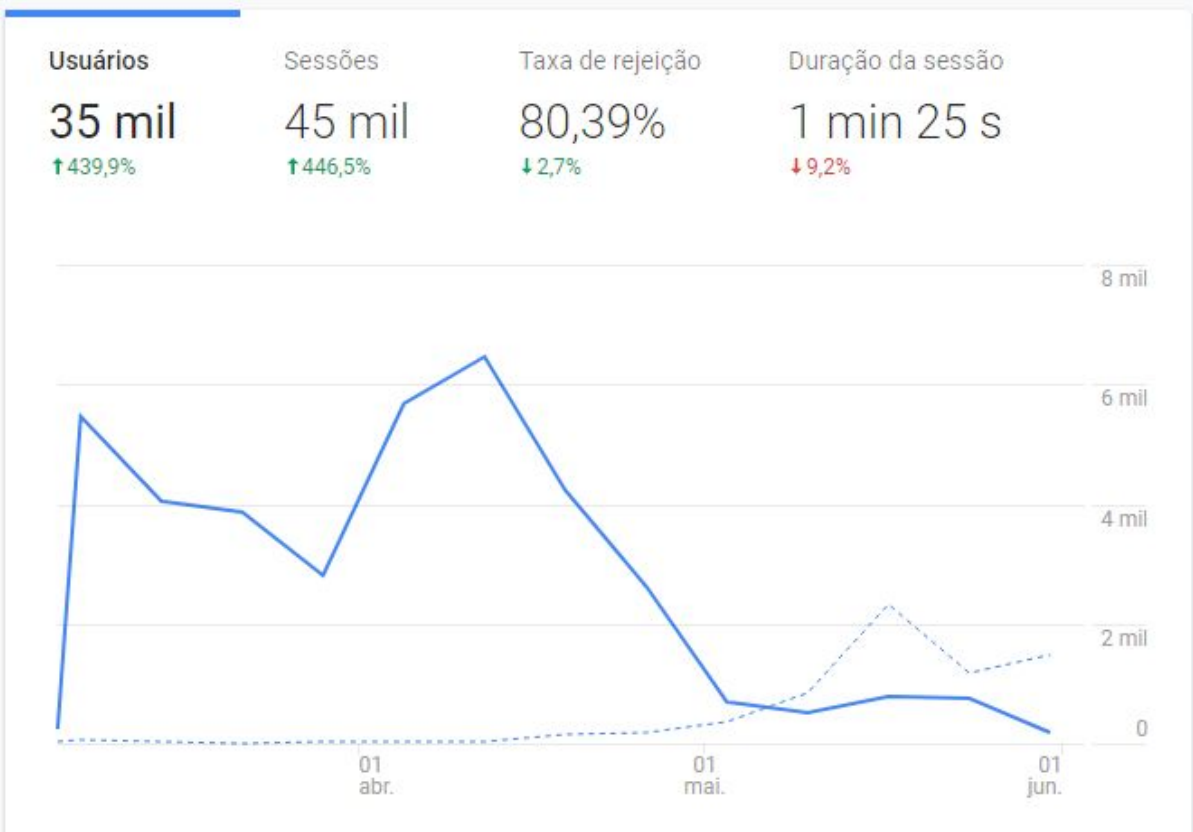 Usuários Sessões Taxa de rejeição Duração da sessão
35 mil 45 mil 80,39% 1 min 25 s
↑439,9% ↑446,5% ↓2,7% ↓9,2%
8 mil
6 mil
4 mil
2 mil
0
01 01 01
abr. mai. jun.